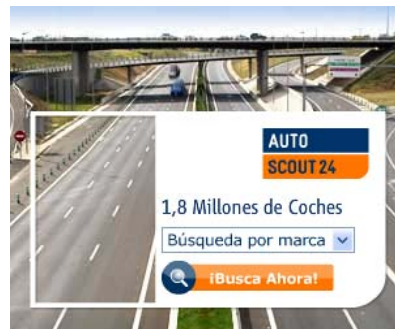 AUTO
SCOUT 24
1,8 Millones de Coches
Búsqueda por marca
¡Busca Ahora!